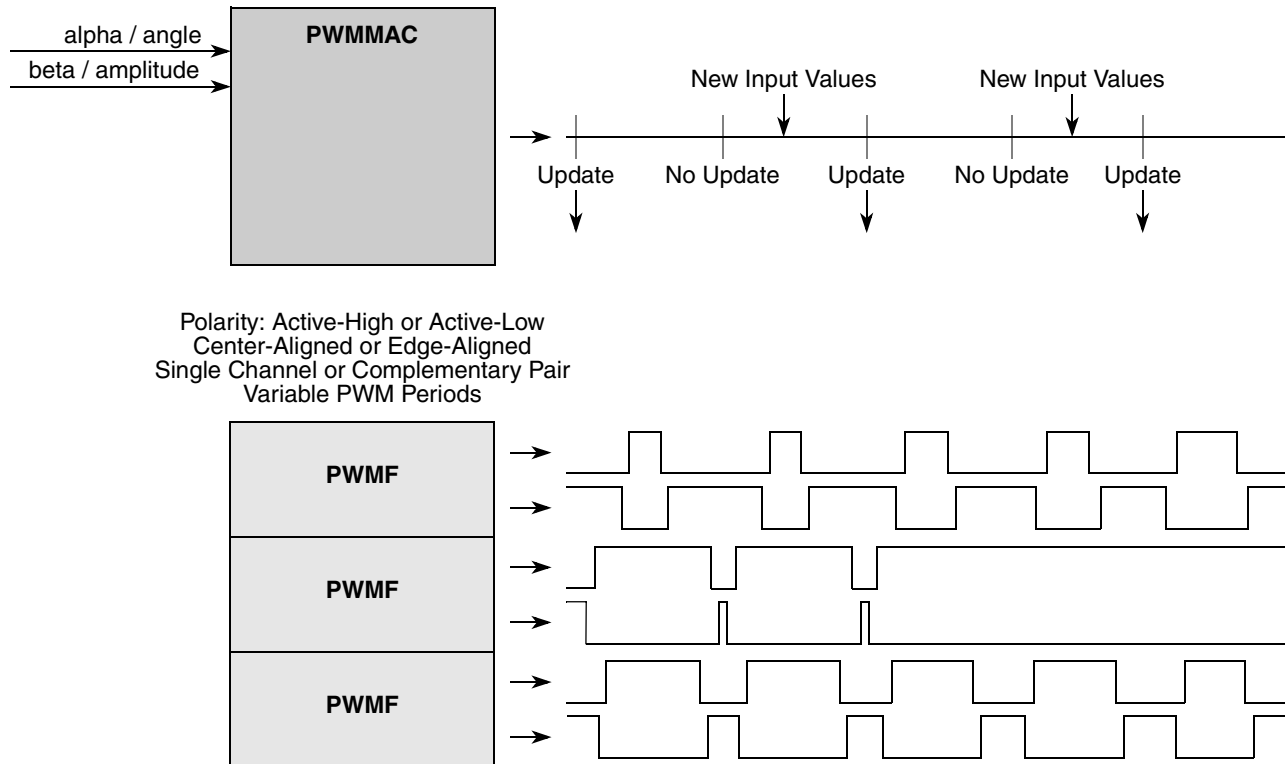 PWMMAC
alpha / angle
beta / amplitude
New Input Values
New Input Values
Update
No Update
Update
No Update
Update
Polarity: Active-High or Active-Low
Center-Aligned or Edge-Aligned
Single Channel or Complementary Pair
Variable PWM Periods
PWMF
PWMF
PWMF